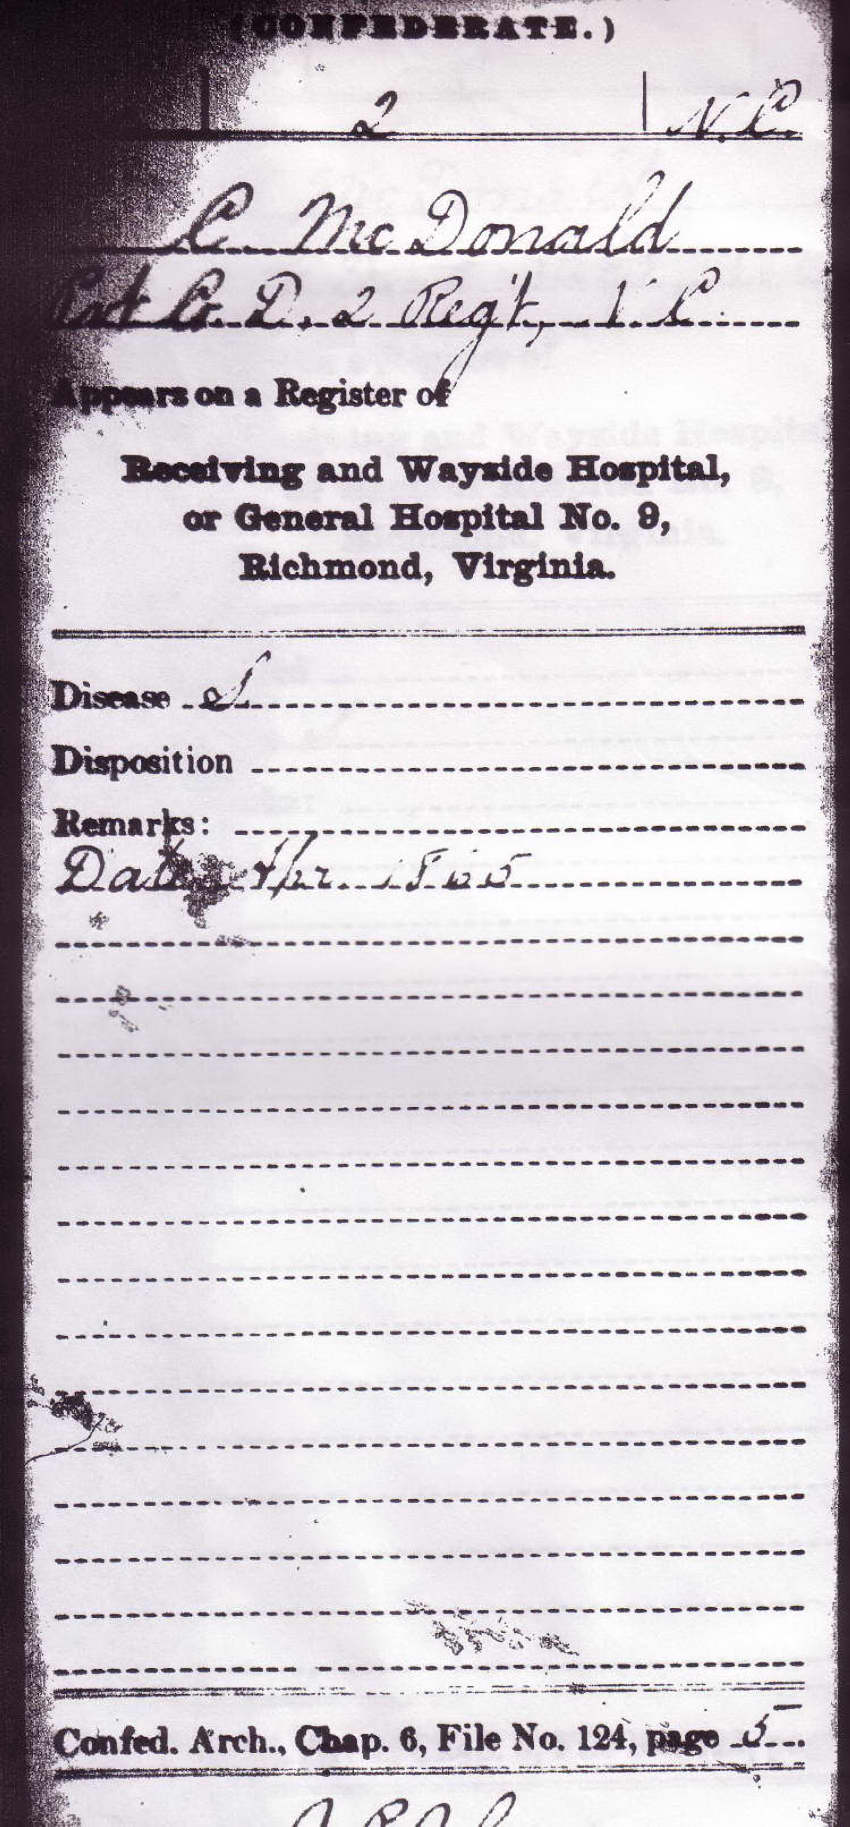 (CONFEDERATE.)
2 N.C.
C McDonald
Pvt Co. D. 2 Reg't, N C
Appears on a Register of
Receiving and Wayside Hospital,
or General Hospital No. 9,
Richmond, Virginia.
Disease S
Disposition
Remarks:
Date Apr 1865
Confed. Arch., Chap. 6, File No. 124, page 5